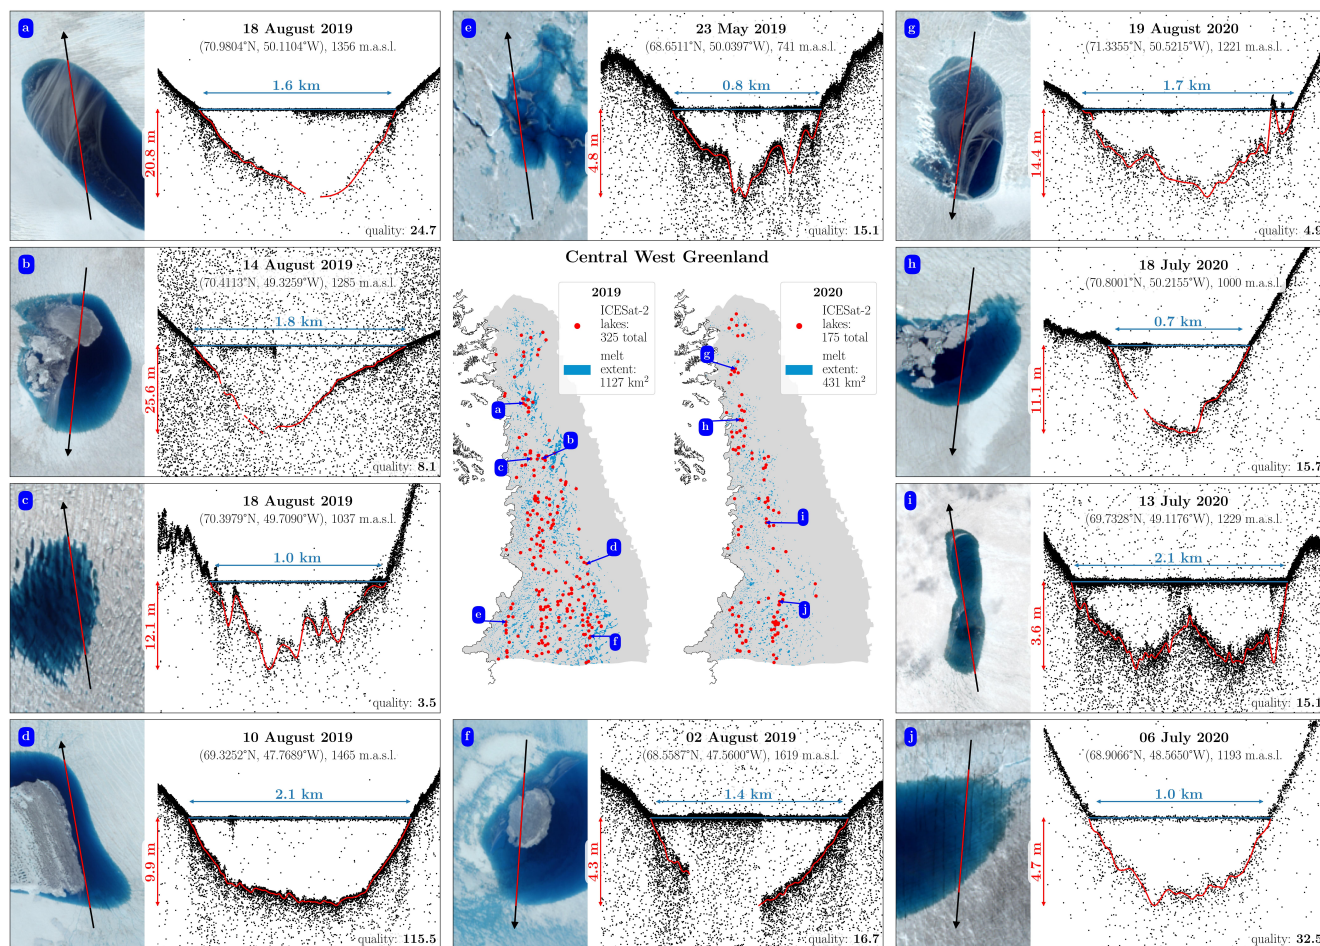 a
18 August 2019
(70.9804°N, 50.1104°W), 1356 m.a.s.l.
1.6 km
20.8 m
quality: 24.7
b
14 August 2019
(70.4113°N, 49.3259°W), 1285 m.a.s.l.
1.8 km
25.6 m
quality: 8.1
c
18 August 2019
(70.3979°N, 49.7090°W), 1037 m.a.s.l.
1.0 km
12.1 m
quality: 3.5
d
10 August 2019
(69.3252°N, 47.7689°W), 1465 m.a.s.l.
2.1 km
9.9 m
quality: 115.5
e
23 May 2019
(68.6511°N, 50.0397°W), 741 m.a.s.l.
0.8 km
4.8 m
quality: 15.1
Central West Greenland
2019
ICESat-2
lakes:
325 total
melt
extent:
1127 km²
a
b
c
d
e
f
2020
ICESat-2
lakes:
175 total
melt
extent:
431 km²
g
h
i
j
f
02 August 2019
(68.5587°N, 47.5600°W), 1619 m.a.s.l.
1.4 km
4.3 m
quality: 16.7
g
19 August 2020
(71.3355°N, 50.5215°W), 1221 m.a.s.l.
1.7 km
14.4 m
quality: 4.9
h
18 July 2020
(70.8001°N, 50.2155°W), 1000 m.a.s.l.
0.7 km
11.1 m
quality: 15.7
i
13 July 2020
(69.7328°N, 49.1176°W), 1229 m.a.s.l.
2.1 km
3.6 m
quality: 15.1
j
06 July 2020
(68.9066°N, 48.5650°W), 1193 m.a.s.l.
1.0 km
4.7 m
quality: 32.5